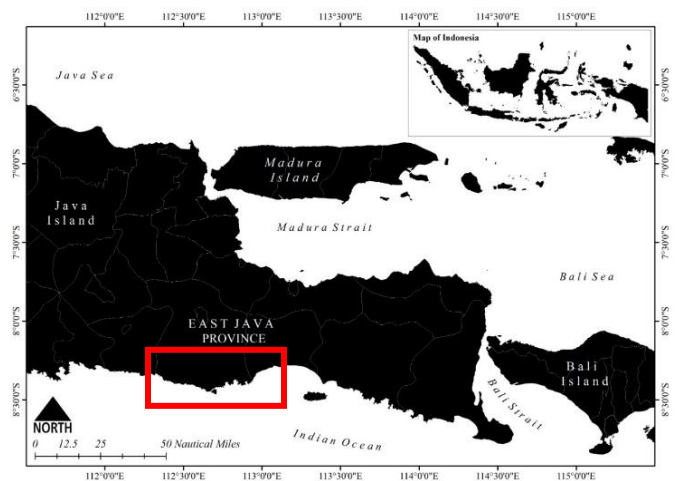 112°0'0"E 112°30'0"E 113°0'0"E 113°30'0"E 114°0'0"E 114°30'0"E 115°0'0"E
Map of Indonesia
Java Sea
6°30'0"S
6°30'0"S
7°0'0"S
7°0'0"S
Madura
Island
Java
Island
Madura Strait
7°30'0"S
7°30'0"S
Bali Sea
8°0'0"S
8°0'0"S
EAST JAVA
PROVINCE
Bali
Island
Bali Strait
8°30'0"S
8°30'0"S
NORTH
Indian Ocean
0 12.5 25 50 Nautical Miles
112°0'0"E 112°30'0"E 113°0'0"E 113°30'0"E 114°0'0"E 114°30'0"E 115°0'0"E